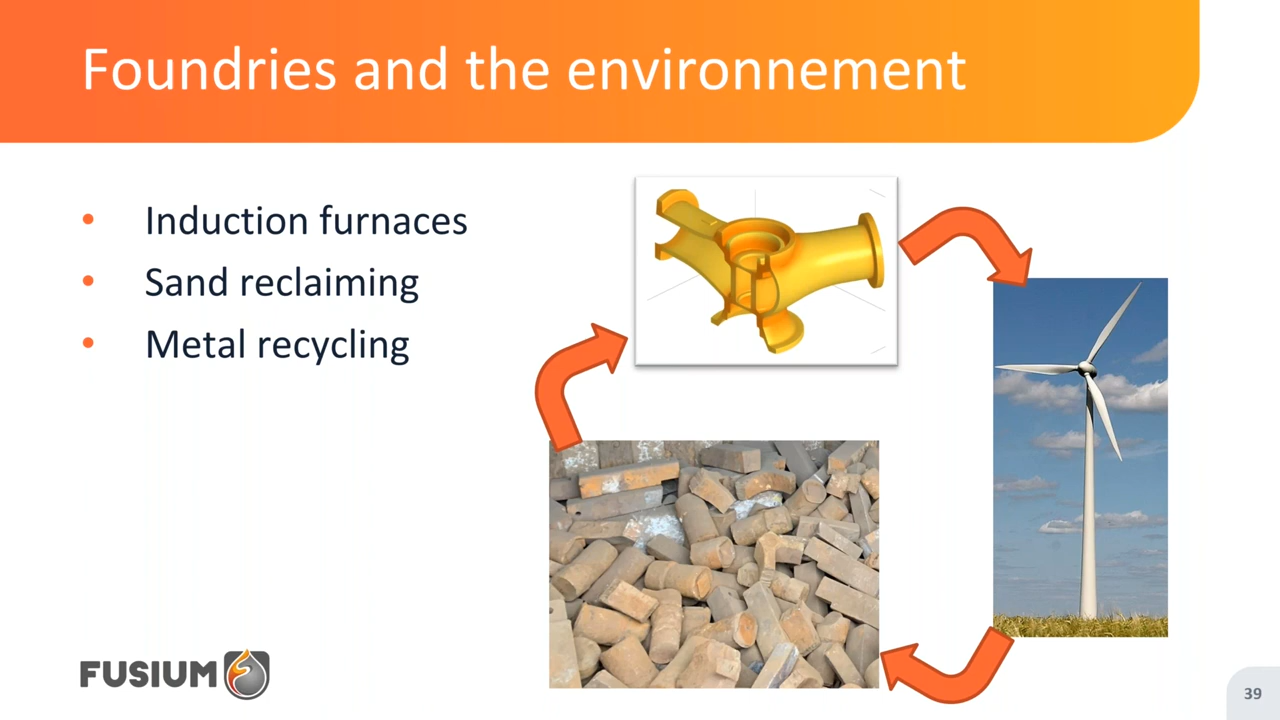 Foundries and the environnement
• Induction furnaces
• Sand reclaiming
• Metal recycling
FUSIUM
39